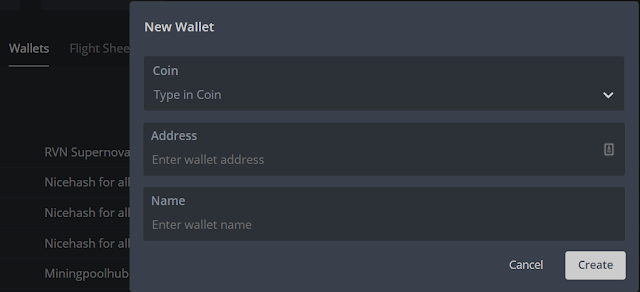 New Wallet
Wallets
Flight Shee
Coin
Type in Coin
Address
Enter wallet address
Name
Enter wallet name
RVN Supernova
Nicehash for all
Nicehash for all
Nicehash for all
Miningpoolhub
Cancel
Create